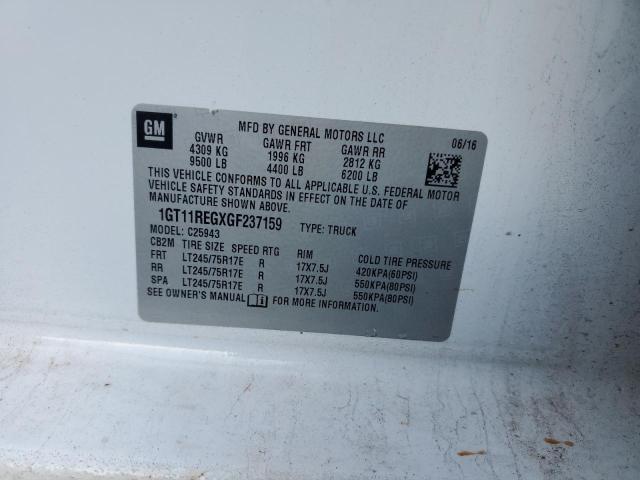 GM
MFD BY GENERAL MOTORS LLC
06/16
GVWR GAWR FRT GAWR RR
4309 KG 1996 KG 2812 KG
9500 LB 4400 LB 6200 LB
THIS VEHICLE CONFORMS TO ALL APPLICABLE U.S. FEDERAL MOTOR
VEHICLE SAFETY STANDARDS IN EFFECT ON THE DATE OF
MANUFACTURE SHOWN ABOVE.
1GT11REGXGF237159 TYPE: TRUCK
MODEL: C25943
CB2M TIRE SIZE SPEED RTG RIM COLD TIRE PRESSURE
FRT LT245/75R17E R 17X7.5J 420KPA(60PSI)
RR LT245/75R17E R 17X7.5J 550KPA(80PSI)
SPA LT245/75R17E R 17X7.5J 550KPA(80PSI)
SEE OWNER'S MANUAL FOR MORE INFORMATION.